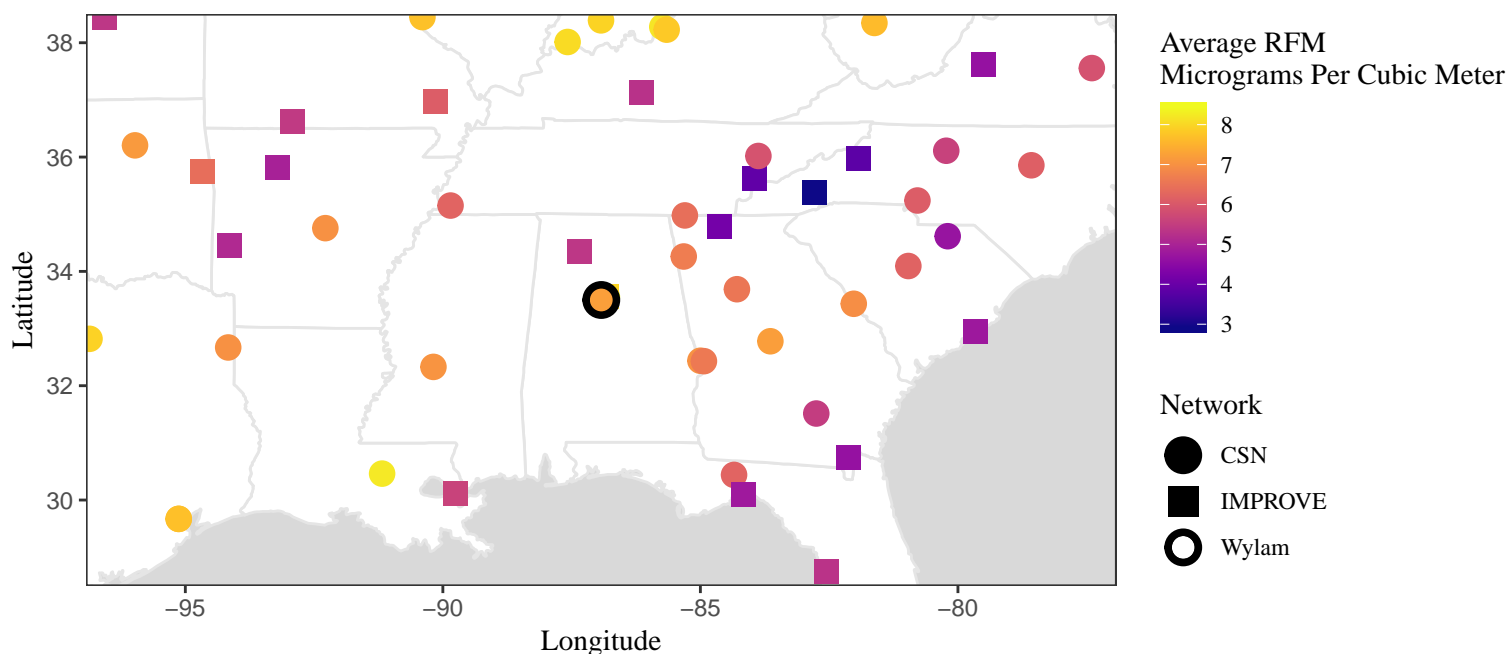 38
36
34
32
30
Latitude
−95
−90
−85
−80
Longitude
Average RFM
Micrograms Per Cubic Meter
8
7
6
5
4
3
Network
CSN
IMPROVE
Wylam